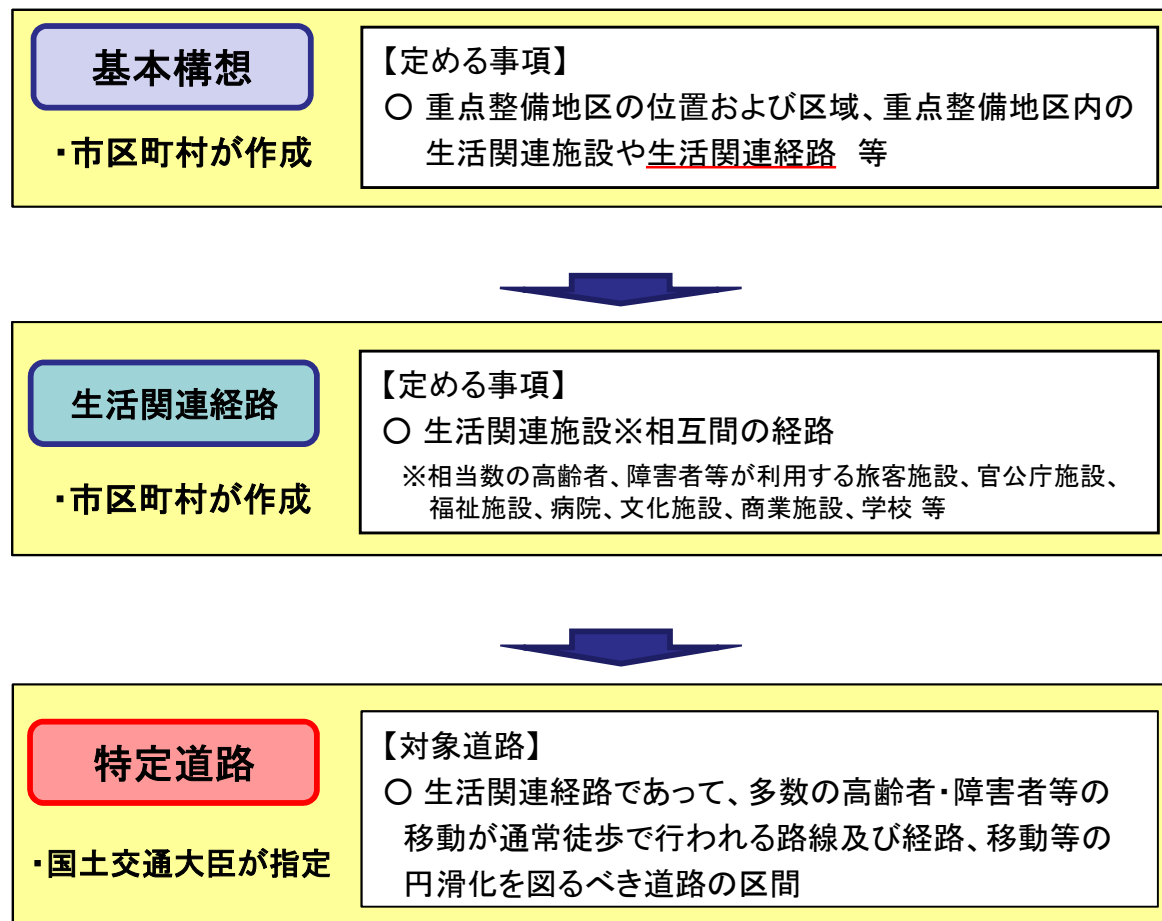 基本構想
・市区町村が作成
【定める事項】
〇 重点整備地区の位置および区域、重点整備地区内の
生活関連施設や生活関連経路 等
生活関連経路
・市区町村が作成
【定める事項】
〇 生活関連施設※相互間の経路
※相当数の高齢者、障害者等が利用する旅客施設、官公庁施設、
福祉施設、病院、文化施設、商業施設、学校 等
特定道路
・国土交通大臣が指定
【対象道路】
〇 生活関連経路であって、多数の高齢者・障害者等の
移動が通常徒歩で行われる路線及び経路、移動等の
円滑化を図るべき道路の区間